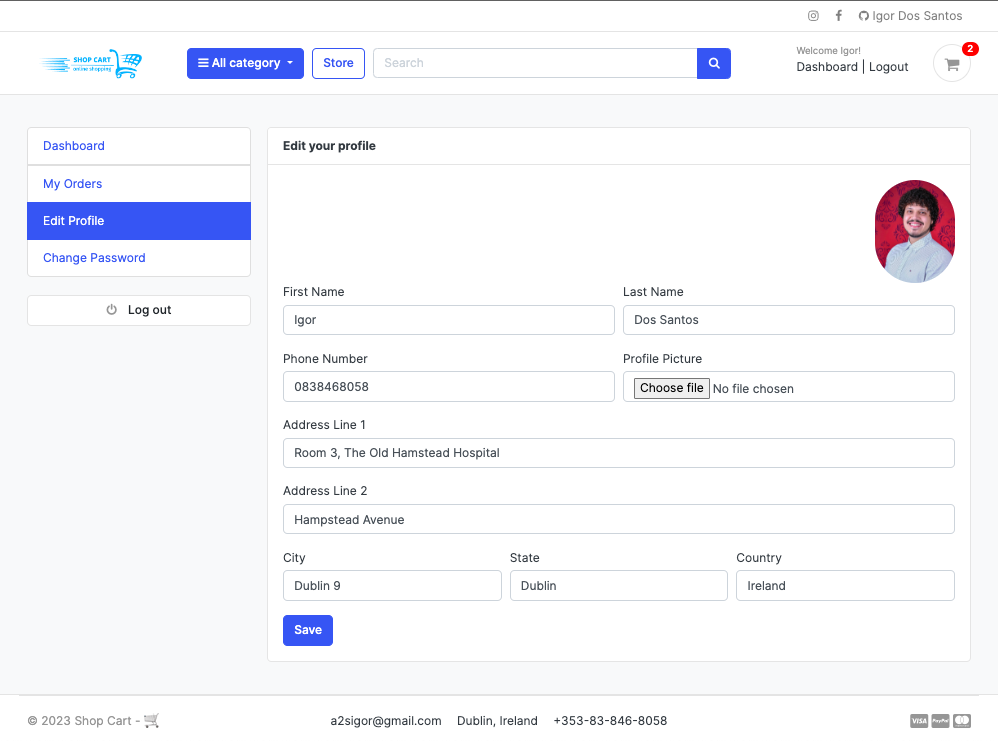 Igor Dos Santos
SHOP CART
online shopping
All category
Store
Search
Welcome Igor!
Dashboard | Logout
2
Dashboard
My Orders
Edit Profile
Change Password
Log out
Edit your profile
First Name
Last Name
Igor
Dos Santos
Phone Number
Profile Picture
0838468058
Choose file No file chosen
Address Line 1
Room 3, The Old Hamstead Hospital
Address Line 2
Hampstead Avenue
City
State
Country
Dublin 9
Dublin
Ireland
Save
© 2023 Shop Cart -
a2sigor@gmail.com
Dublin, Ireland
+353-83-846-8058
VISA
PayPal